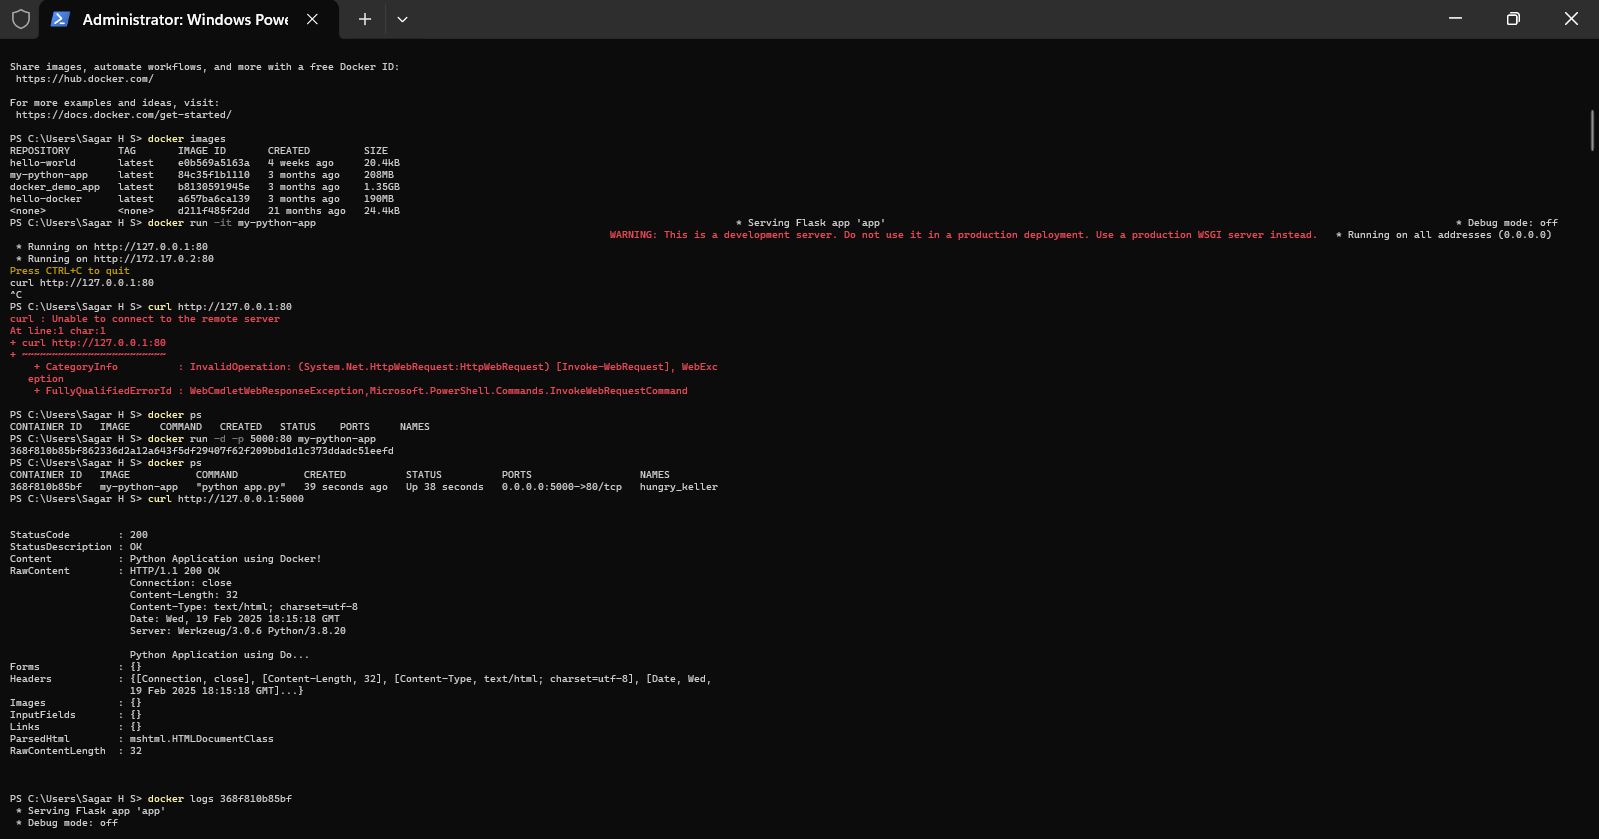 Administrator: Windows Powe
Share images, automate workflows, and more with a free Docker ID:
 https://hub.docker.com/
For more examples and ideas, visit:
 https://docs.docker.com/get-started/
PS C:\Users\Sagar H S> docker images
REPOSITORY        TAG       IMAGE ID       CREATED         SIZE
hello-world       latest    e0b569a5163a   4 weeks ago     20.4kB
my-python-app     latest    84c35f1b1110   3 months ago    208MB
docker_demo_app   latest    b8130591945e   3 months ago    1.35GB
hello-docker      latest    a657ba6ca139   3 months ago    190MB
<none>            <none>    d211f485f2dd   21 months ago   24.4kB
PS C:\Users\Sagar H S> docker run -it my-python-app * Serving Flask app 'app' * Debug mode: off
WARNING: This is a development server. Do not use it in a production deployment. Use a production WSGI server instead. * Running on all addresses (0.0.0.0)
 * Running on http://127.0.0.1:80
 * Running on http://172.17.0.2:80
Press CTRL+C to quit
curl http://127.0.0.1:80
^C
PS C:\Users\Sagar H S> curl http://127.0.0.1:80
curl : Unable to connect to the remote server
At line:1 char:1
+ curl http://127.0.0.1:80
+ ~~~~~~~~~~~~~~~~~~~~~~~~
    + CategoryInfo          : InvalidOperation: (System.Net.HttpWebRequest:HttpWebRequest) [Invoke-WebRequest], WebExc
   eption
    + FullyQualifiedErrorId : WebCmdletWebResponseException,Microsoft.PowerShell.Commands.InvokeWebRequestCommand
PS C:\Users\Sagar H S> docker ps
CONTAINER ID   IMAGE     COMMAND   CREATED   STATUS    PORTS     NAMES
PS C:\Users\Sagar H S> docker run -d -p 5000:80 my-python-app
368f810b85bf862336d2a12a643f5df29407f62f209bbd1d1c373ddadc51eefd
PS C:\Users\Sagar H S> docker ps
CONTAINER ID   IMAGE           COMMAND           CREATED          STATUS          PORTS                  NAMES
368f810b85bf   my-python-app   "python app.py"   39 seconds ago   Up 38 seconds   0.0.0.0:5000->80/tcp   hungry_keller
PS C:\Users\Sagar H S> curl http://127.0.0.1:5000
StatusCode        : 200
StatusDescription : OK
Content           : Python Application using Docker!
RawContent        : HTTP/1.1 200 OK
                    Connection: close
                    Content-Length: 32
                    Content-Type: text/html; charset=utf-8
                    Date: Wed, 19 Feb 2025 18:15:18 GMT
                    Server: Werkzeug/3.0.6 Python/3.8.20
                    Python Application using Do...
Forms             : {}
Headers           : {[Connection, close], [Content-Length, 32], [Content-Type, text/html; charset=utf-8], [Date, Wed,
                    19 Feb 2025 18:15:18 GMT]...}
Images            : {}
InputFields       : {}
Links             : {}
ParsedHtml        : mshtml.HTMLDocumentClass
RawContentLength  : 32
PS C:\Users\Sagar H S> docker logs 368f810b85bf
 * Serving Flask app 'app'
 * Debug mode: off